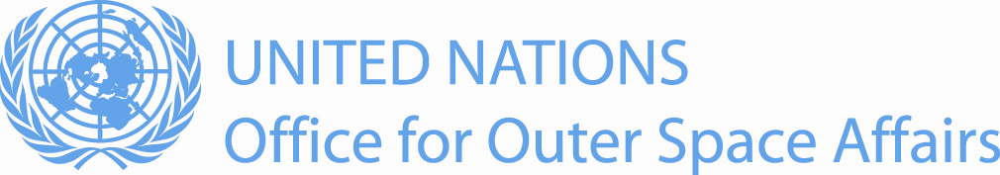 UNITED NATIONS
Office for Outer Space Affairs